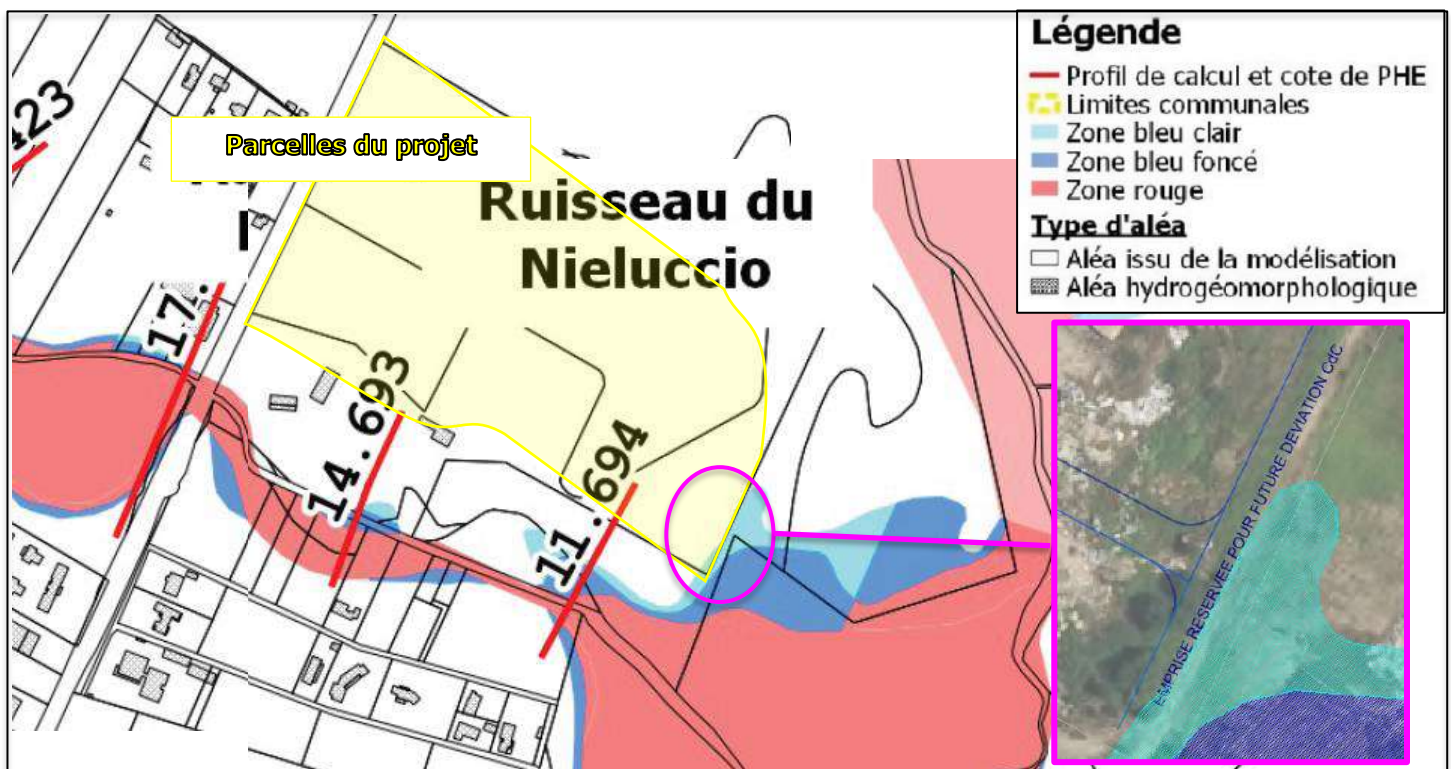 Légende
Profil de calcul et cote de PHE
Limites communales
Zone bleu clair
Zone bleu foncé
Zone rouge
Type d'aléa
Aléa issu de la modélisation
Aléa hydrogéomorphologique
423
Parcelles du projet
Ruisseau du
Nieluccio
17.
14.693
11.694
EMPRISE RESERVEE POUR FUTURE DEVIATION CdC